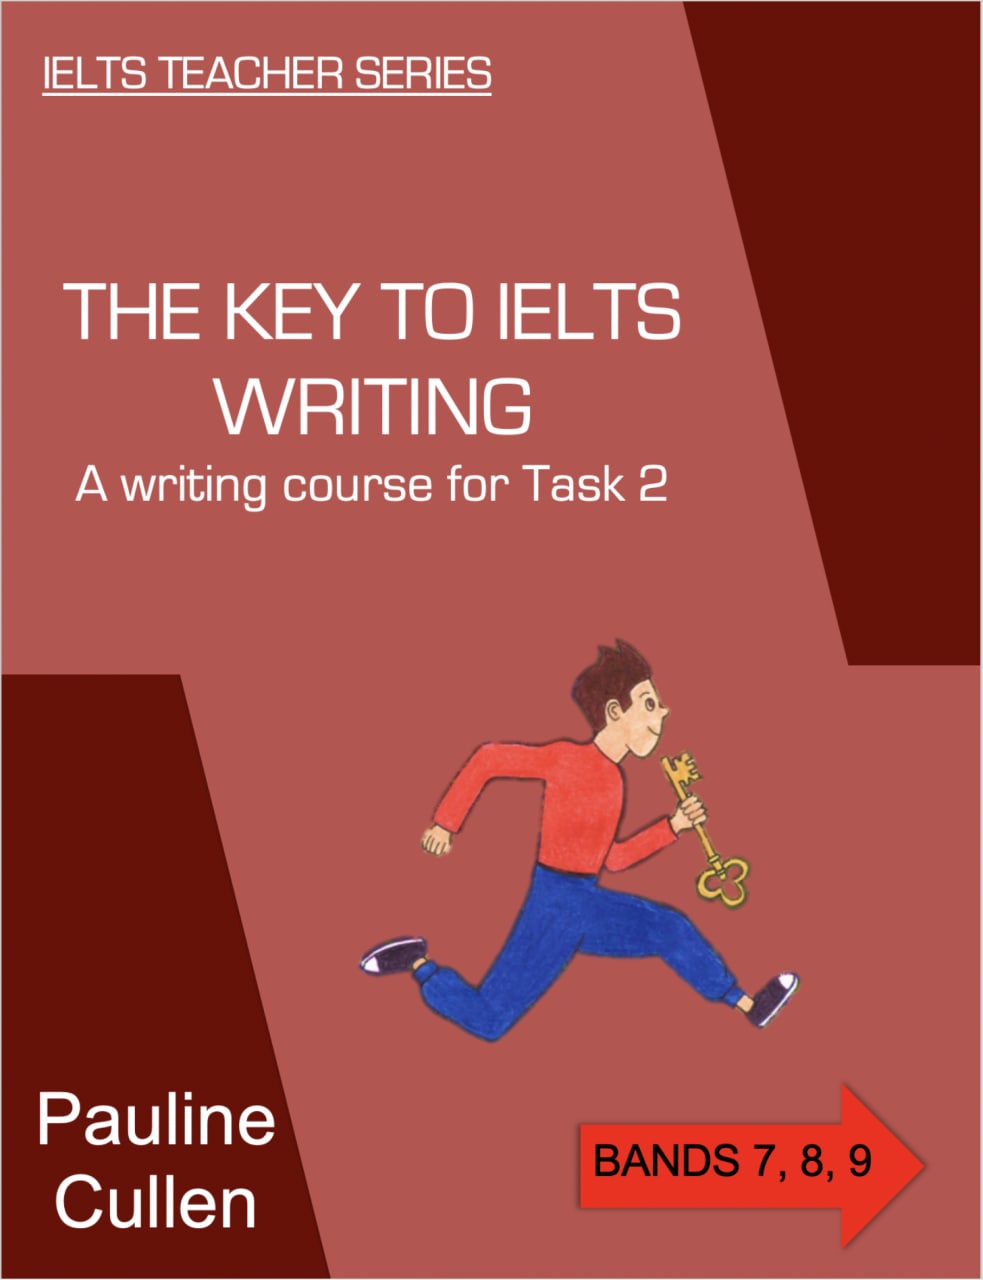 IELTS TEACHER SERIES
THE KEY TO IELTS
WRITING
A writing course for Task 2
Pauline
Cullen
BANDS 7, 8, 9